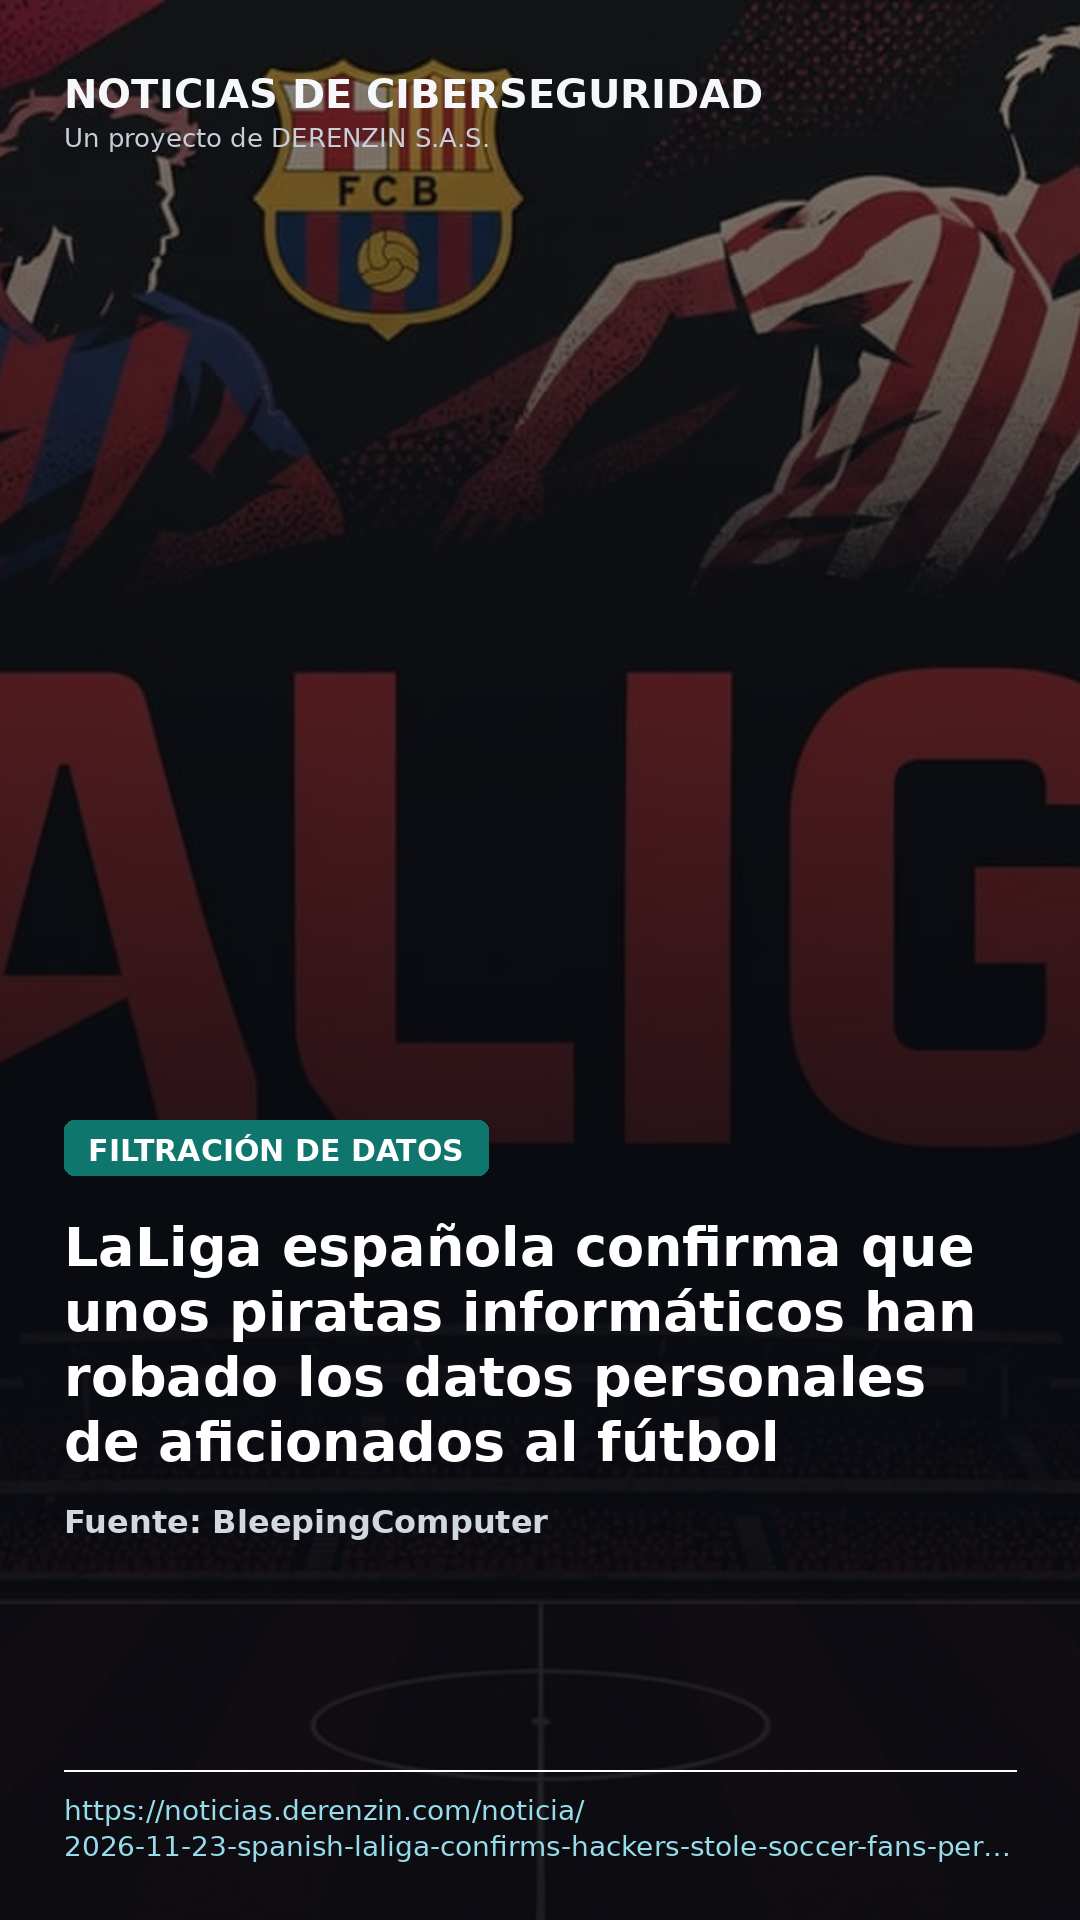 NOTICIAS DE CIBERSEGURIDAD
Un proyecto de DERENZIN S.A.S.
FCB
ALIG
FILTRACIÓN DE DATOS
LaLiga española confirma que
unos piratas informáticos han
robado los datos personales
de aficionados al fútbol
Fuente: BleepingComputer
https://noticias.derenzin.com/noticia/
2026-11-23-spanish-laliga-confirms-hackers-stole-soccer-fans-per…